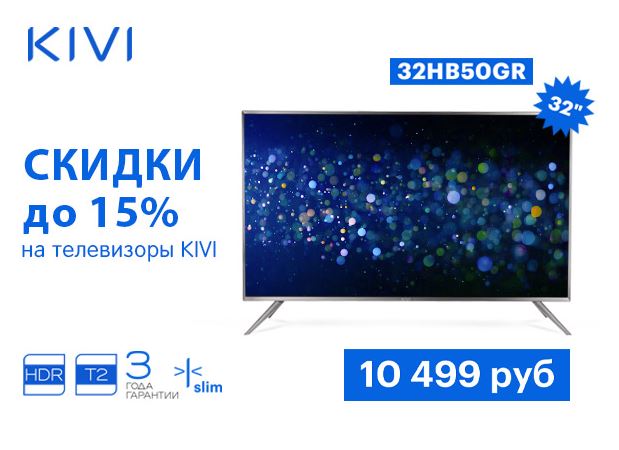 KIVI
32HB50GR
32"
СКИДКИ
до 15%
на телевизоры KIVI
HDR
T2
3
ГОДА
ГАРАНТИИ
slim
10 499 руб